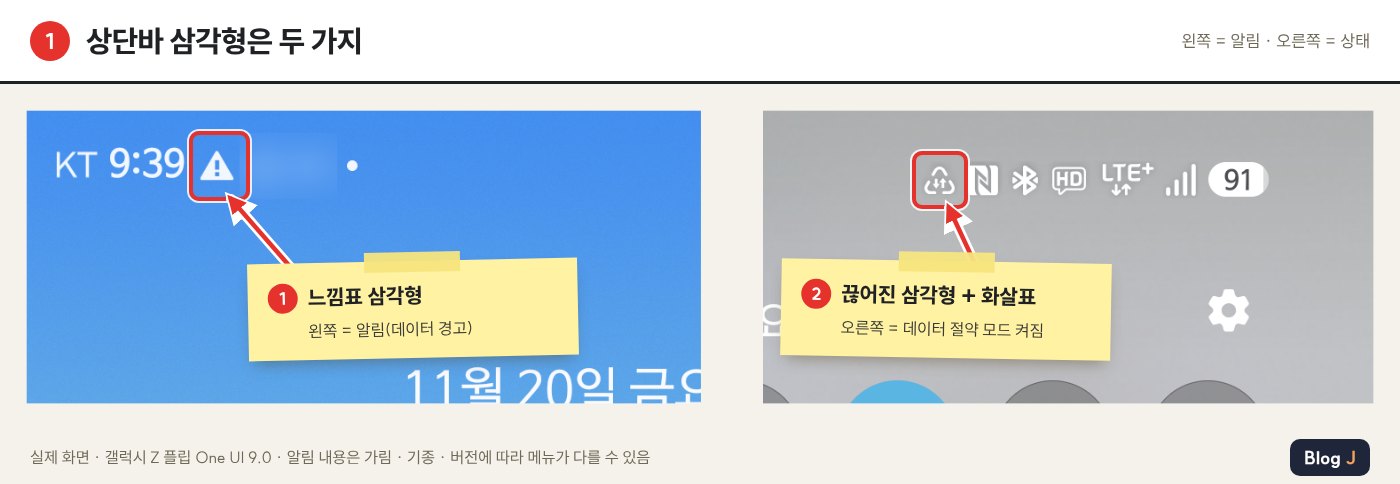 1 상단바 삼각형은 두 가지
왼쪽 = 알림 · 오른쪽 = 상태
KT 9:39
HD LTE+ 91
1 느낌표 삼각형
왼쪽 = 알림(데이터 경고)
2 끊어진 삼각형 + 화살표
오른쪽 = 데이터 절약 모드 켜짐
11월 20일 금요
실제 화면 · 갤럭시 Z 플립 One UI 9.0 · 알림 내용은 가림 · 기종 · 버전에 따라 메뉴가 다를 수 있음
Blog J